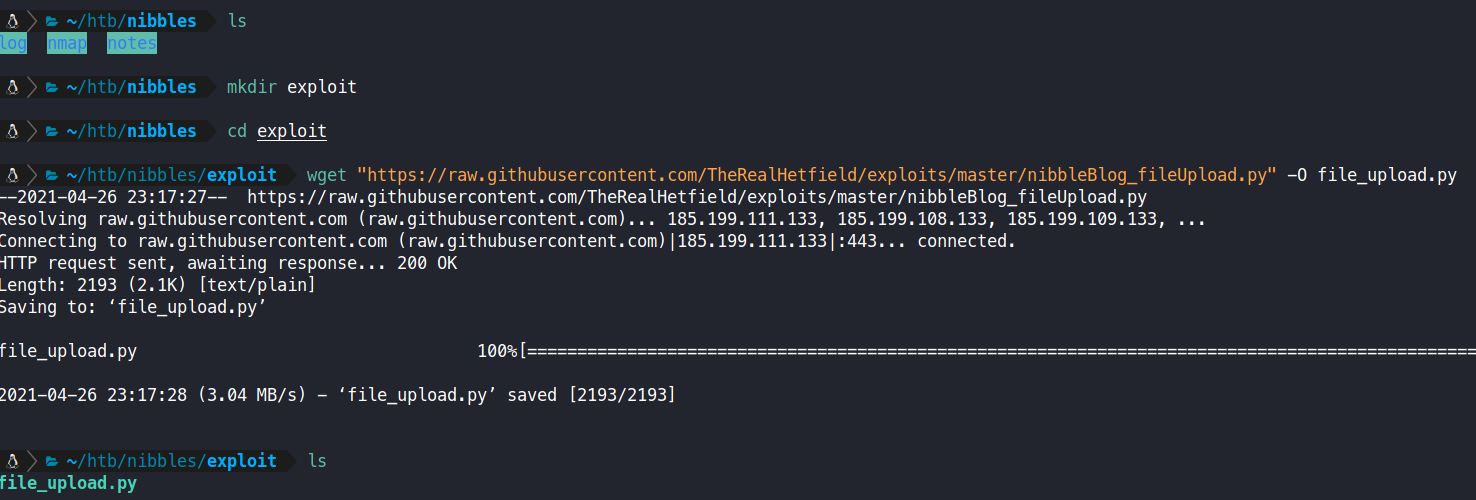 ~/htb/nibbles ls
log nmap notes
~/htb/nibbles mkdir exploit
~/htb/nibbles cd exploit
~/htb/nibbles/exploit wget "https://raw.githubusercontent.com/TheRealHetfield/exploits/master/nibbleBlog_fileUpload.py" -O file_upload.py
--2021-04-26 23:17:27-- https://raw.githubusercontent.com/TheRealHetfield/exploits/master/nibbleBlog_fileUpload.py
Resolving raw.githubusercontent.com (raw.githubusercontent.com)... 185.199.111.133, 185.199.108.133, 185.199.109.133, ...
Connecting to raw.githubusercontent.com (raw.githubusercontent.com)|185.199.111.133|:443... connected.
HTTP request sent, awaiting response... 200 OK
Length: 2193 (2.1K) [text/plain]
Saving to: ‘file_upload.py’
file_upload.py 100%[===============================================================================================
2021-04-26 23:17:28 (3.04 MB/s) - ‘file_upload.py’ saved [2193/2193]
~/htb/nibbles/exploit ls
file_upload.py